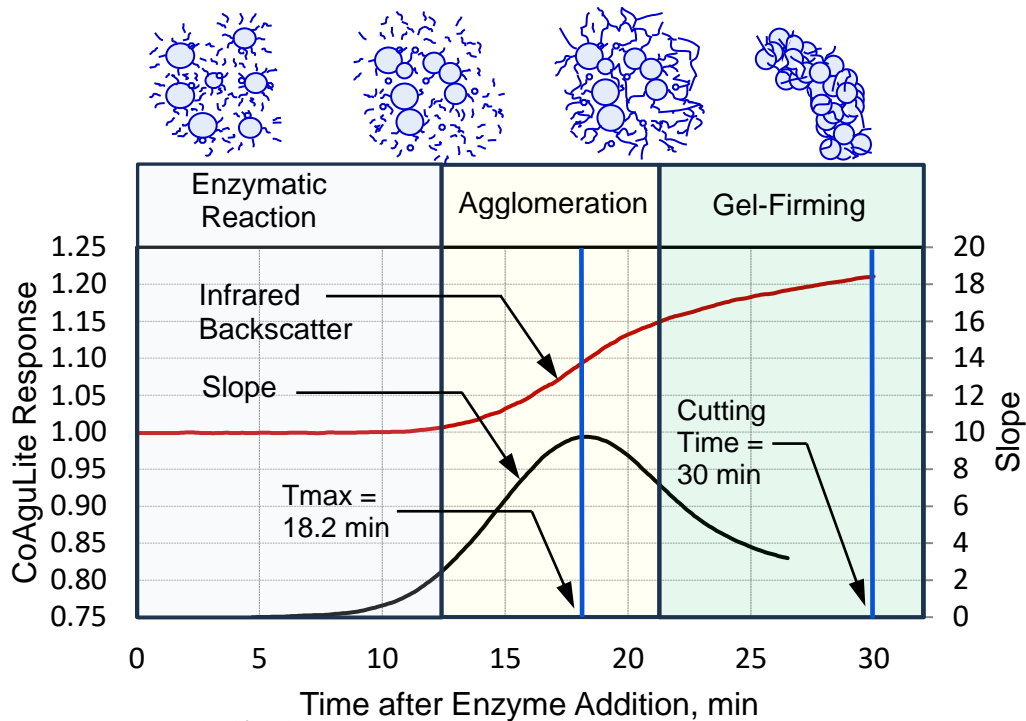 Enzymatic
Reaction
Agglomeration
Gel-Firming
1.25
1.20
1.15
1.10
1.05
1.00
0.95
0.90
0.85
0.80
0.75
CoAguLite Response
Infrared
Backscatter
Slope
Tmax =
18.2 min
Cutting
Time =
30 min
20
18
16
14
12
10
8
6
4
2
0
Slope
0 5 10 15 20 25 30
Time after Enzyme Addition, min